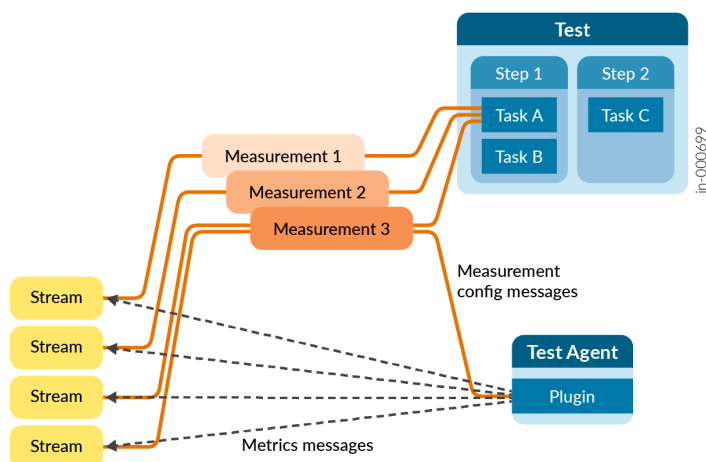 Test
Step 1
Step 2
Task A
Task C
Task B
Measurement 1
Measurement 2
Measurement 3
in-000699
Measurement
config messages
Stream
Stream
Stream
Stream
Test Agent
Plugin
Metrics messages